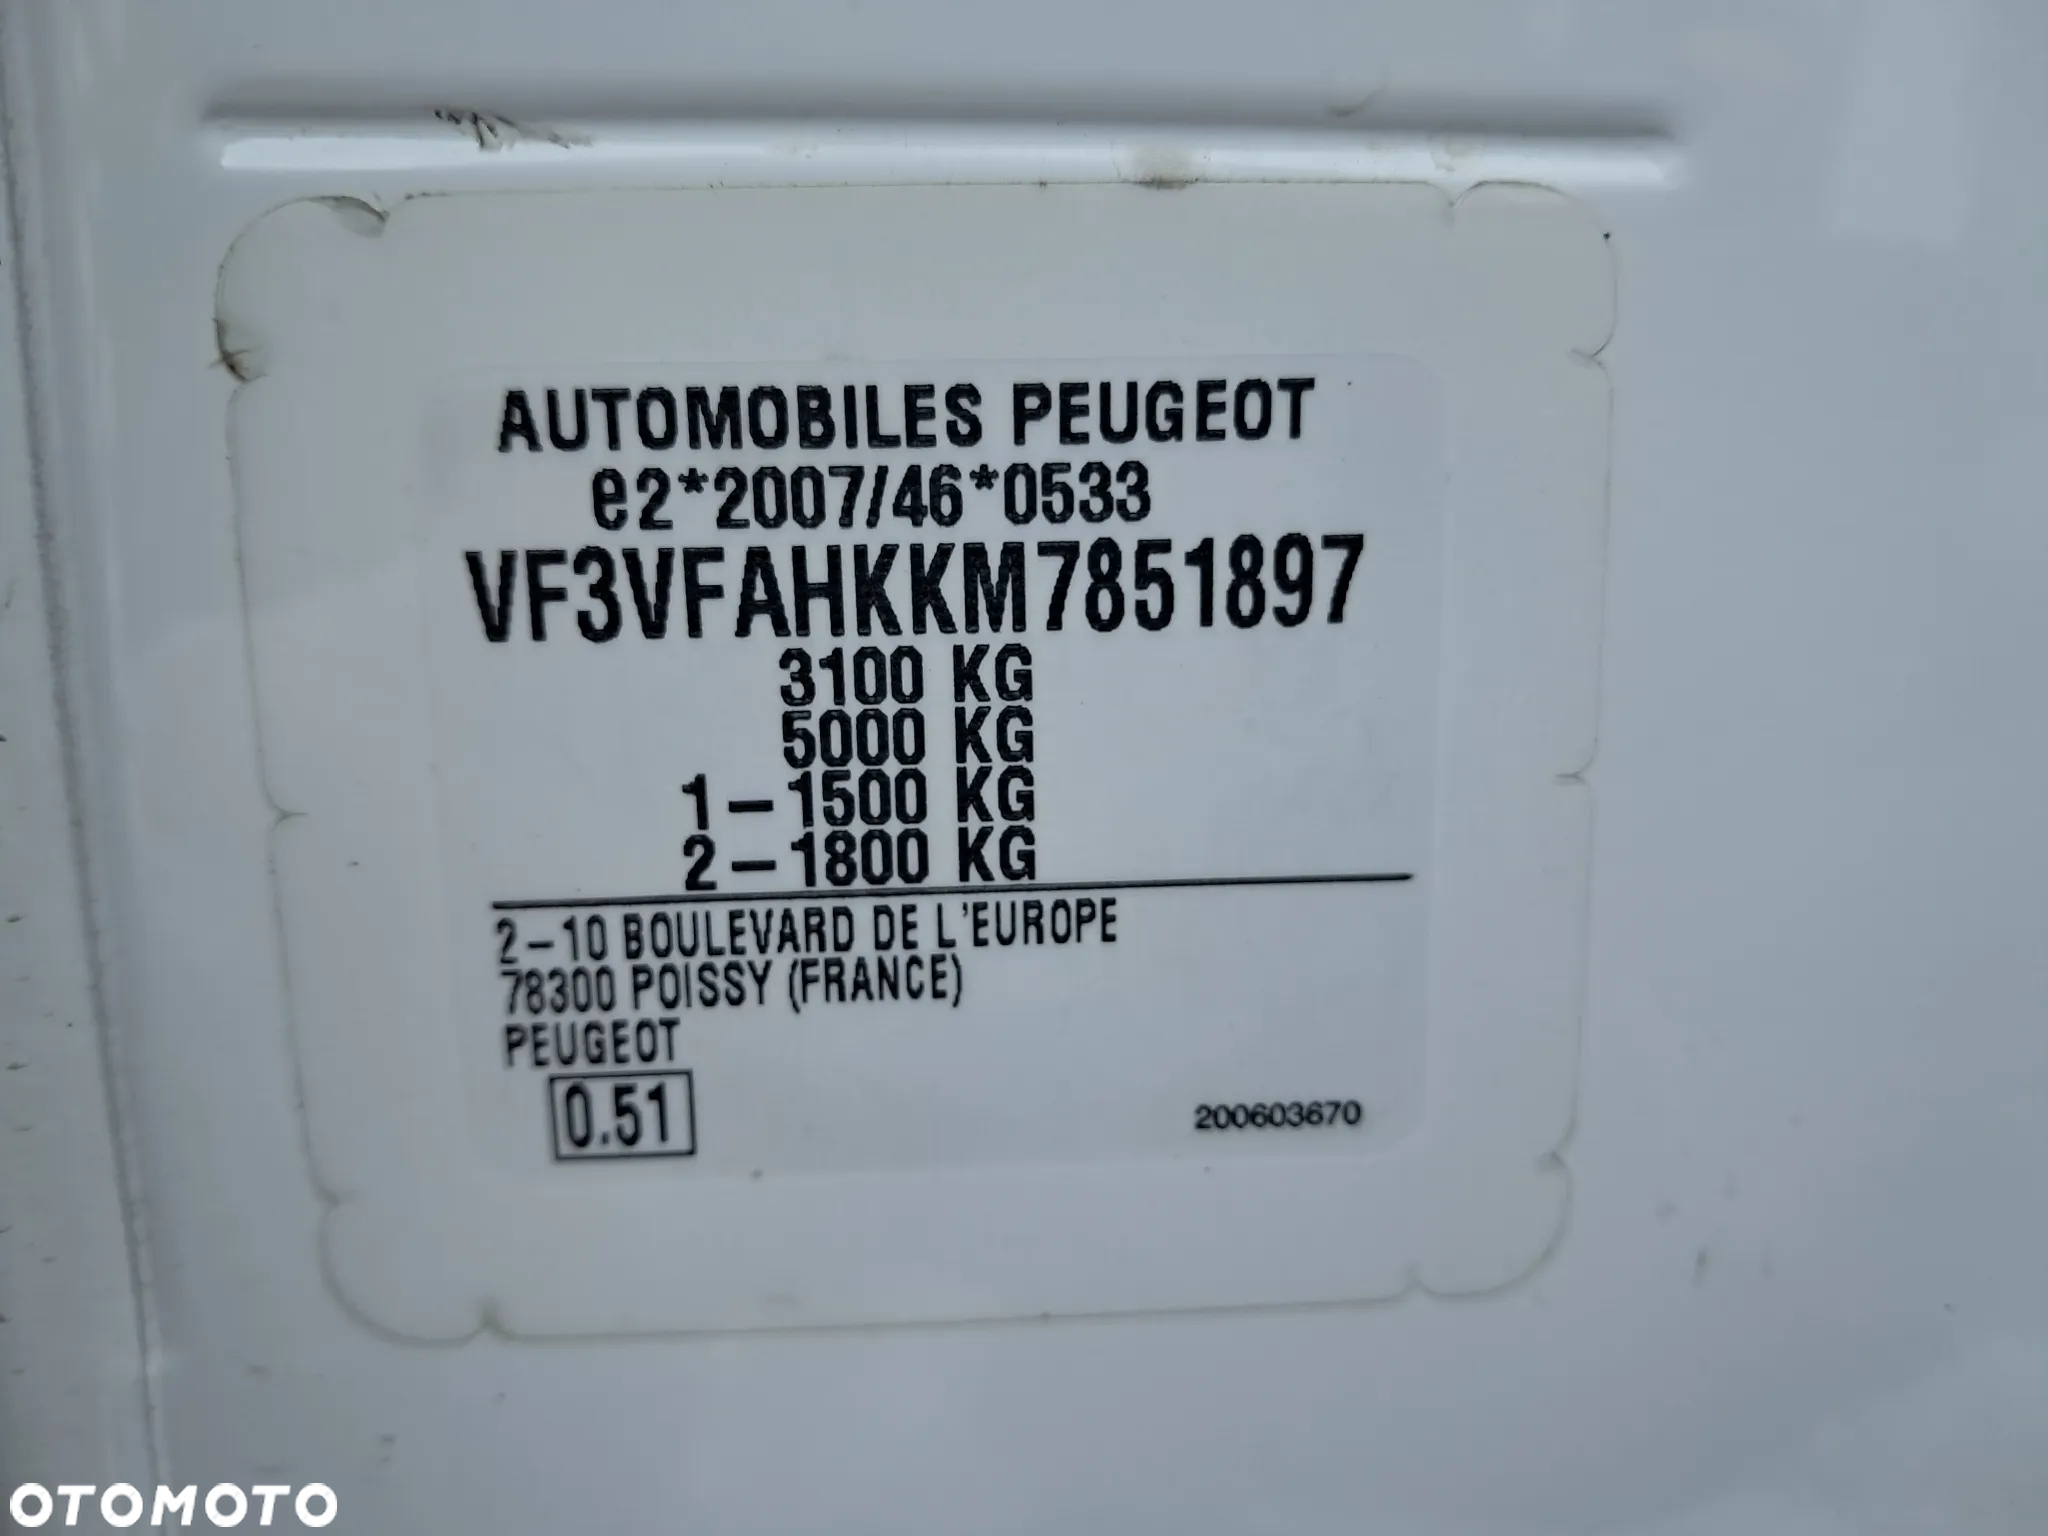 AUTOMOBILES PEUGEOT
e2*2007/46*0533
VF3VFAHKKM7851897
3100 KG
5000 KG
1-1500 KG
2-1800 KG
2-10 BOULEVARD DE L'EUROPE
78300 POISSY (FRANCE)
PEUGEOT
0.51
200603670
OTOMOTO